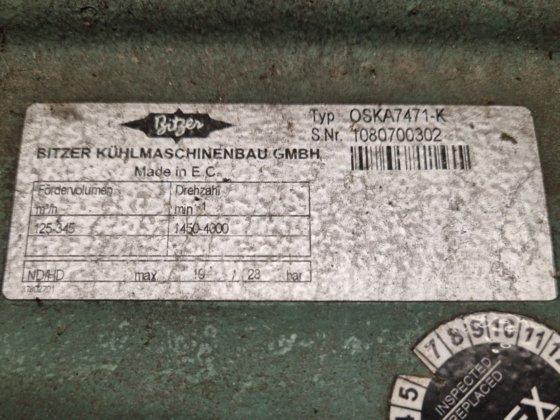 Bitzer
Typ OSKA7471-K
S.Nr. 1080700302
BITZER KÜHLMASCHINENBAU GMBH
Made in E.C.
Fördervolumen Drehzahl
m³/h min⁻¹
125-345 1450-4000
ND/HD max 19 / 28 bar
5 7 8 9 10 11
INSPECTED
REPLACED
EX